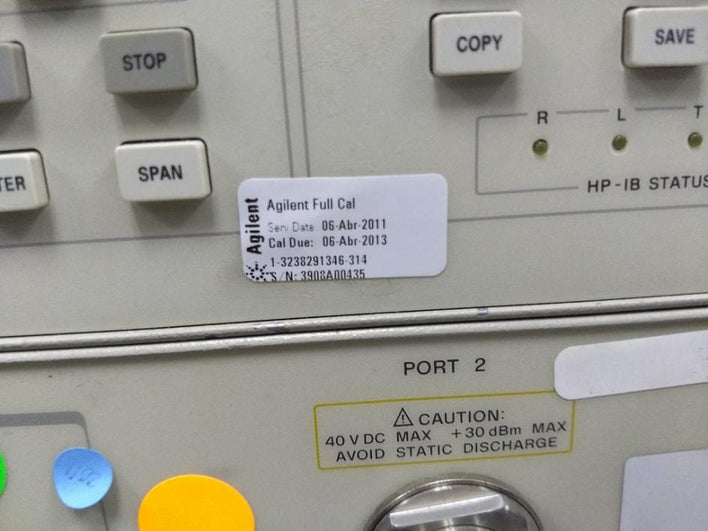 STOP
COPY
SAVE
R L T
TER
SPAN
HP-IB STATUS
Agilent
Agilent Full Cal
Serv Date: 06-Abr-2011
Cal Due: 06-Abr-2013
1-3238291346-314
S/N: 3908A00435
PORT 2
CAUTION:
40 V DC MAX +30 dBm MAX
AVOID STATIC DISCHARGE